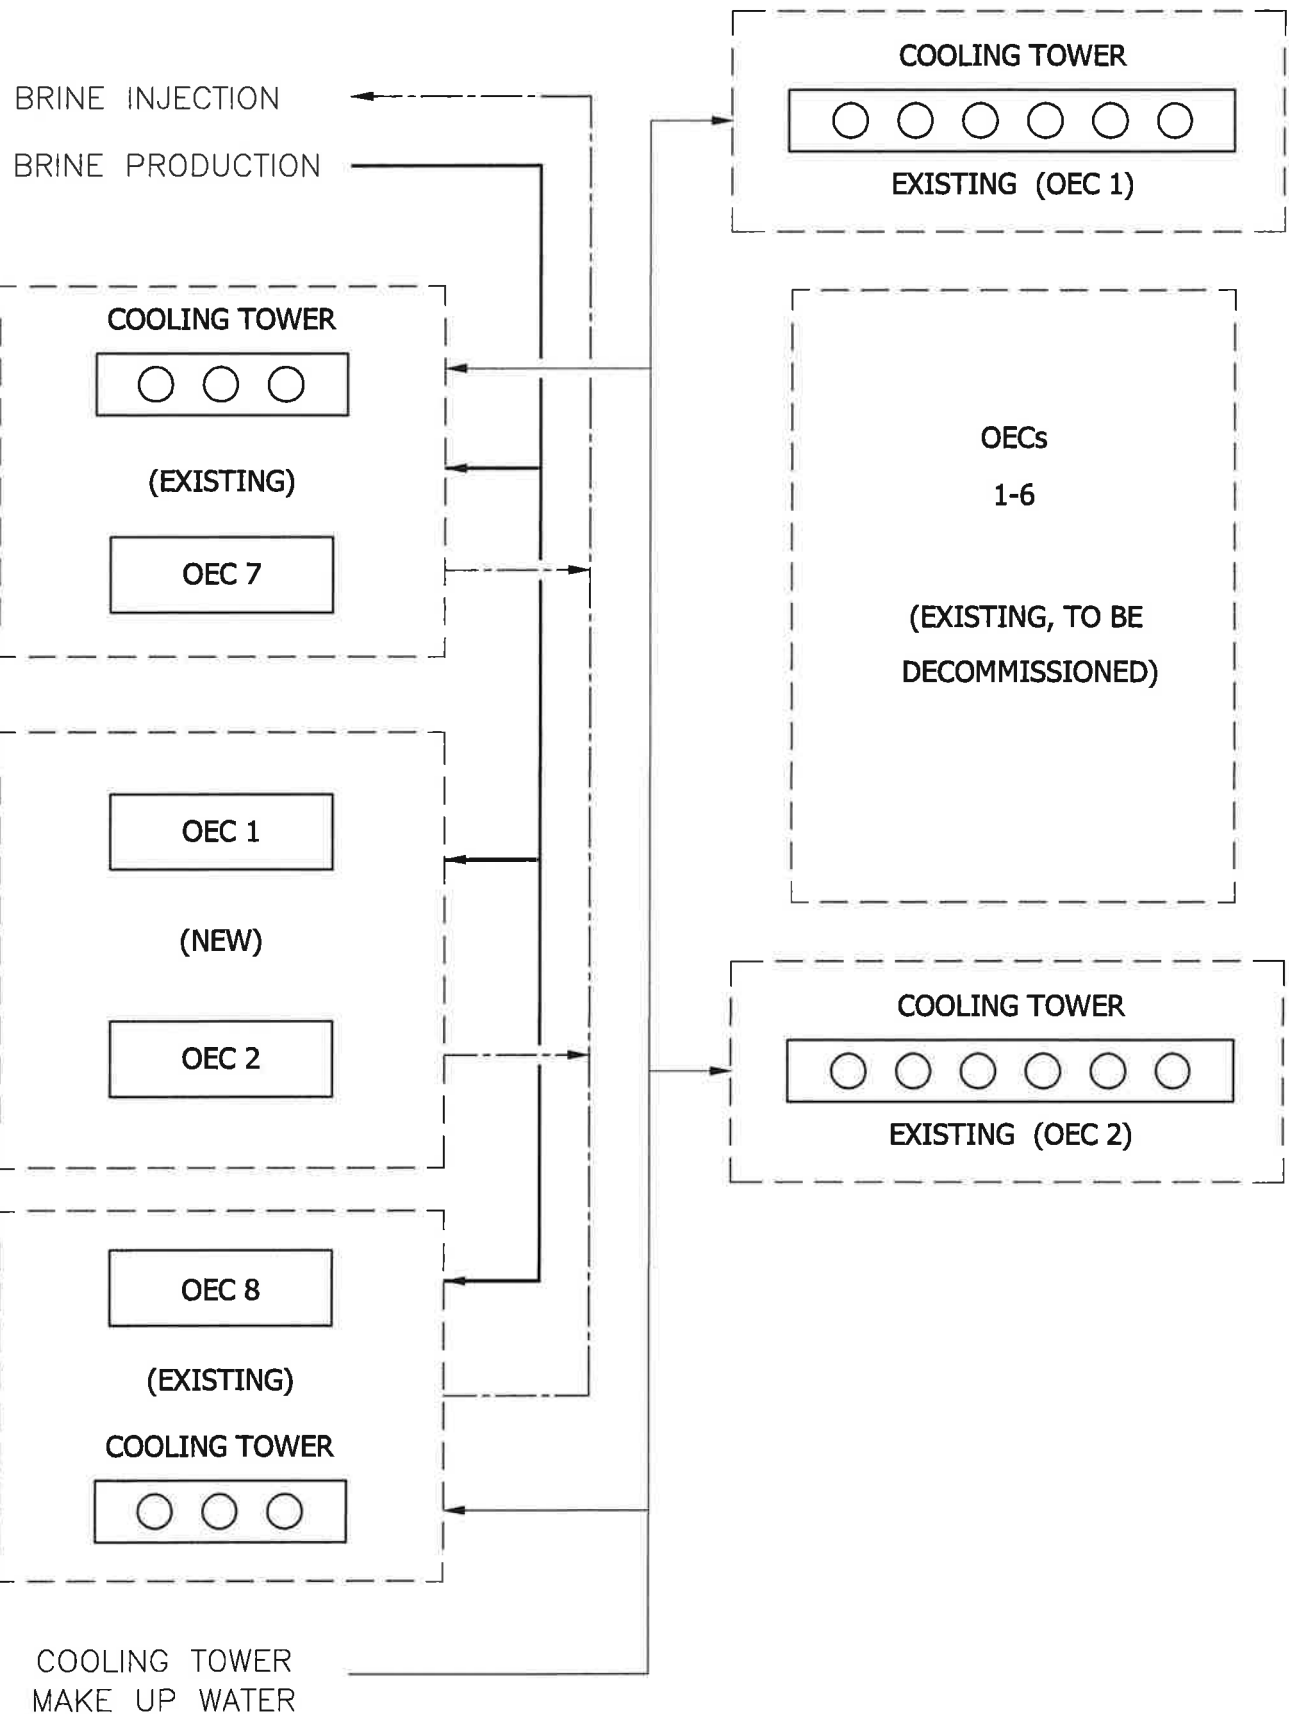 BRINE INJECTION
BRINE PRODUCTION
COOLING TOWER
(EXISTING)
OEC 7
OEC 1
(NEW)
OEC 2
OEC 8
(EXISTING)
COOLING TOWER
COOLING TOWER
MAKE UP WATER
COOLING TOWER
EXISTING (OEC 1)
OECs
1-6
(EXISTING, TO BE
DECOMMISSIONED)
COOLING TOWER
EXISTING (OEC 2)